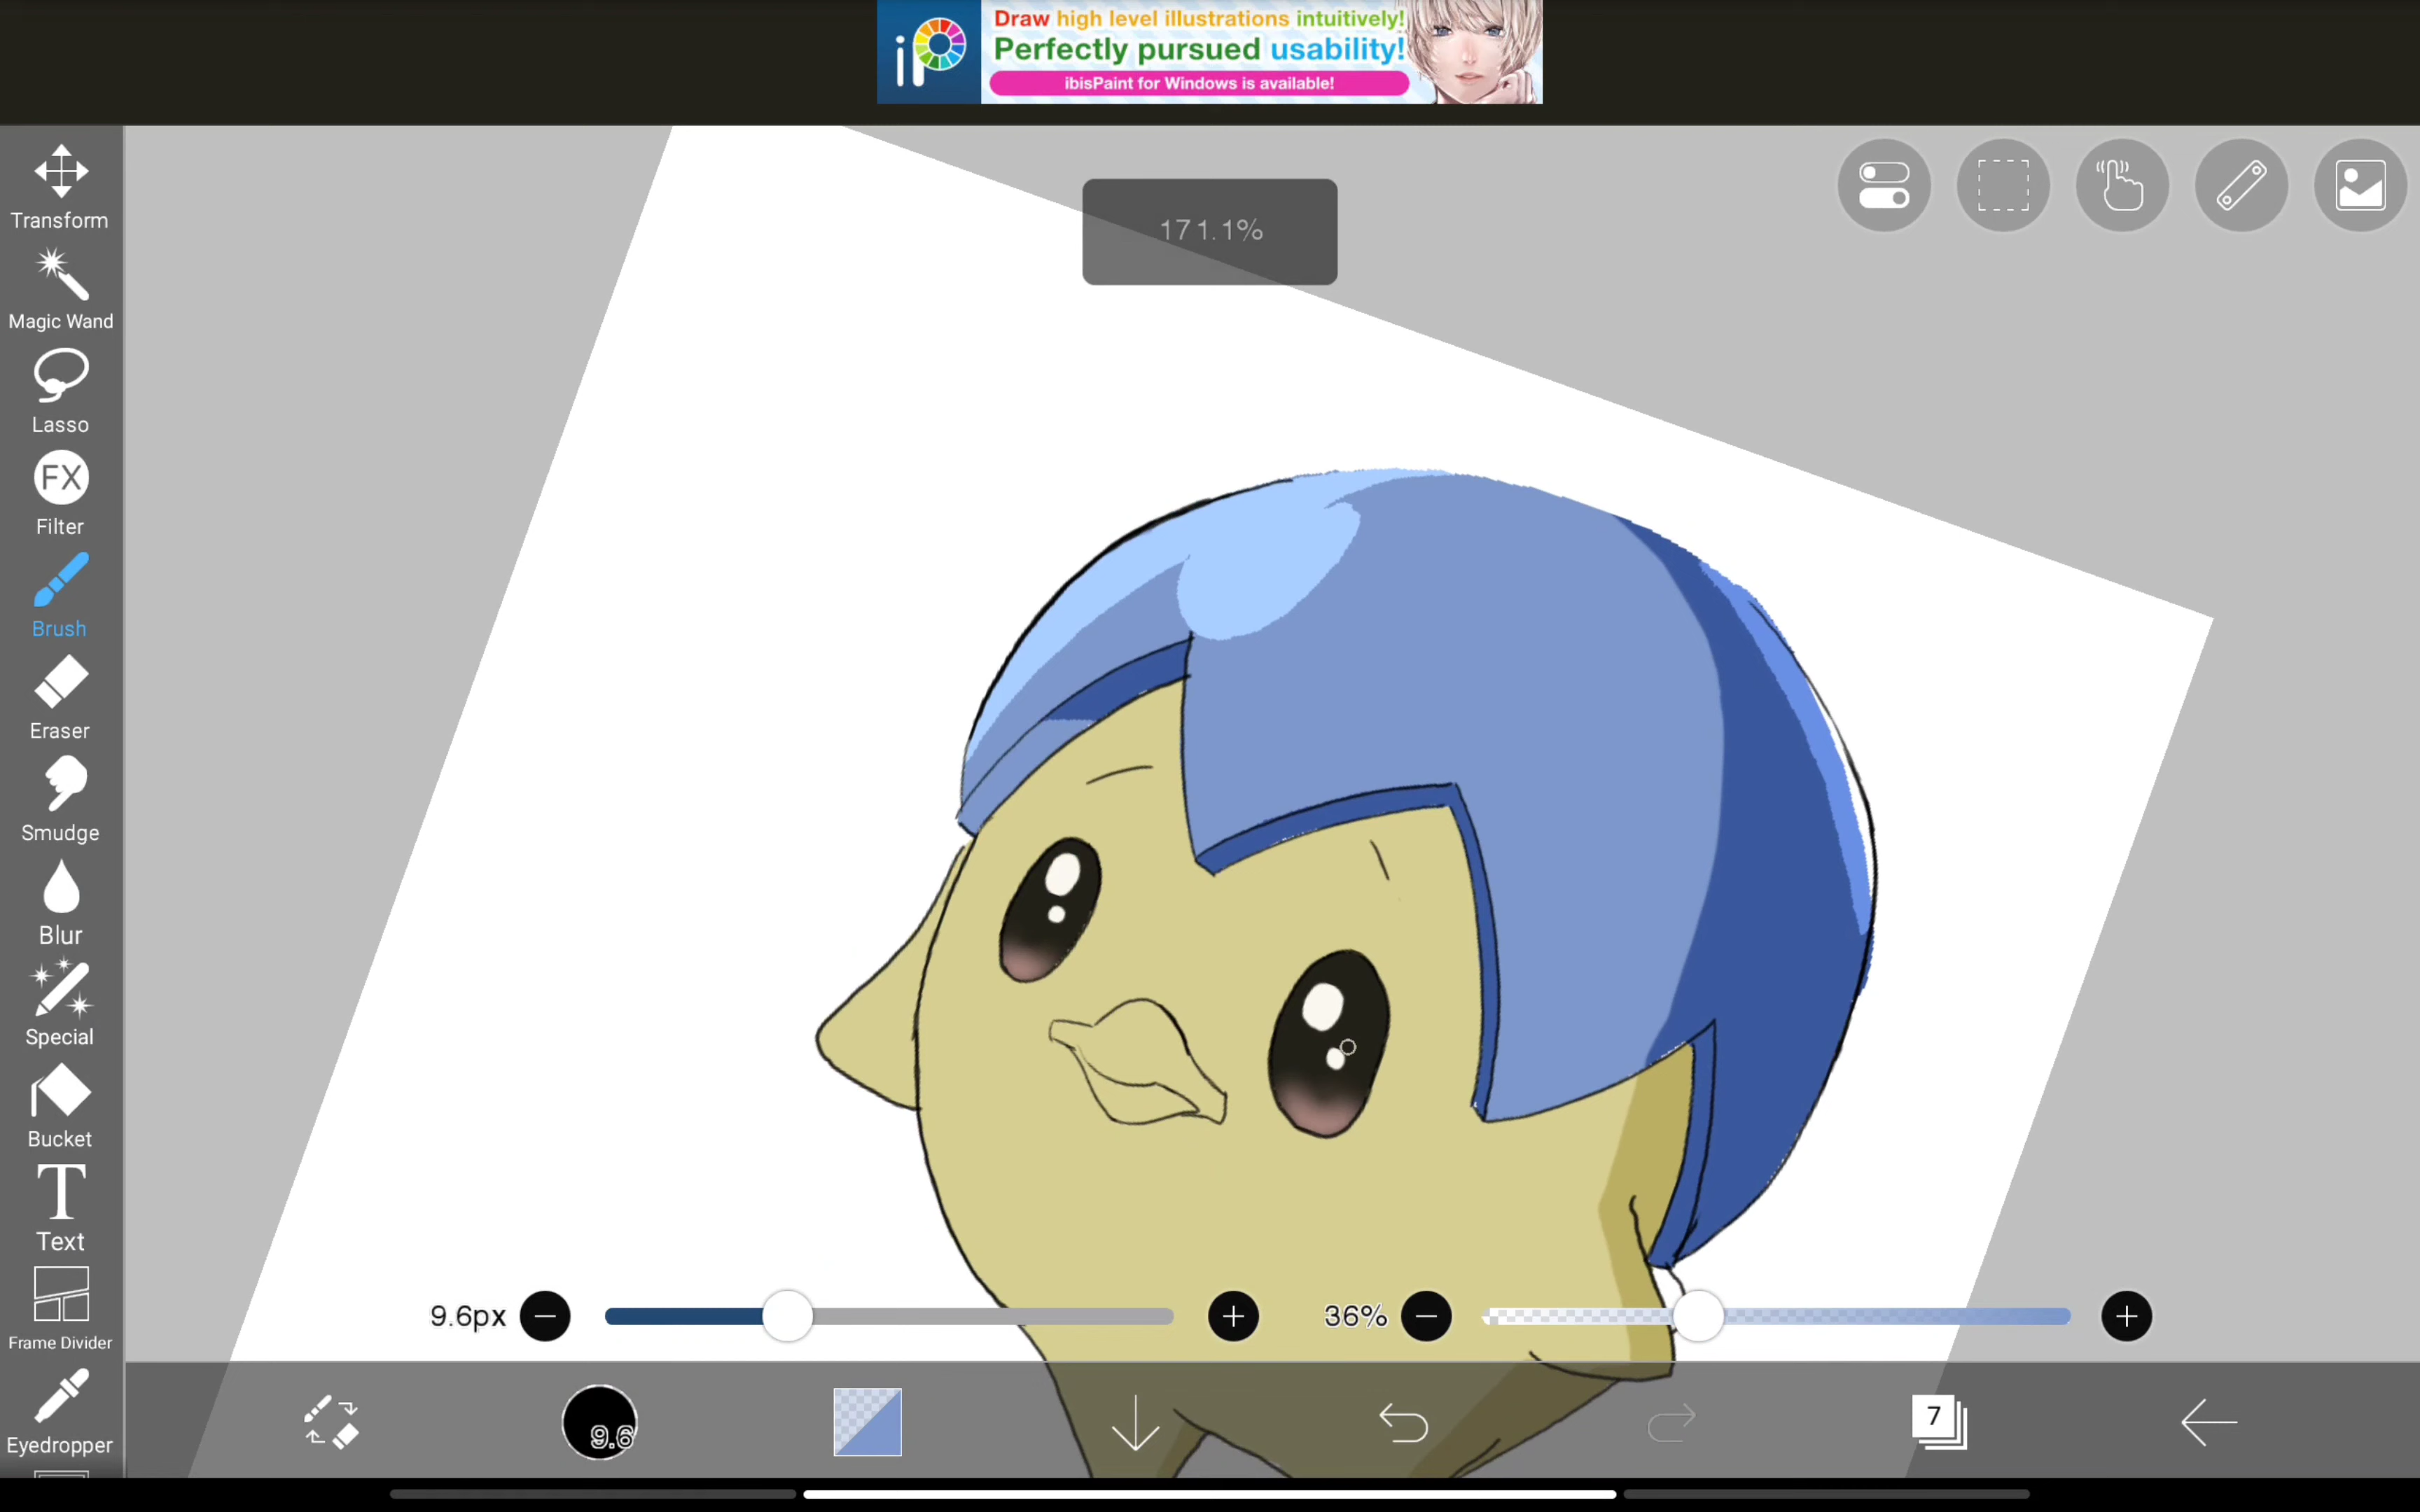 iP
Draw high level illustrations intuitively!
Perfectly pursued usability!
ibisPaint for Windows is available!
171.1%
Transform
Magic Wand
Lasso
FX
Filter
Brush
Eraser
Smudge
Blur
Special
Bucket
T
Text
Frame Divider
Eyedropper
9.6px
36%
9.6
7